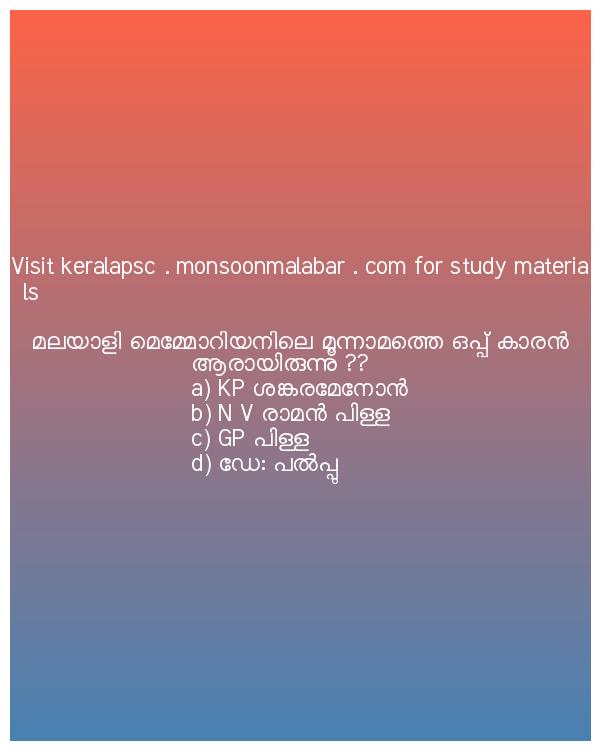 Visit keralapsc . monsoonmalabar . com for study materia
ls
മലയാളി മെമ്മോറിയനിലെ മൂന്നാമത്തെ ഒപ്പ് കാരൻ
ആരായിരുന്നു ??
a) KP ശങ്കരമേനോൻ
b) N V രാമൻ പിള്ള
c) GP പിള്ള
d) ഡേ: പൽപ്പു